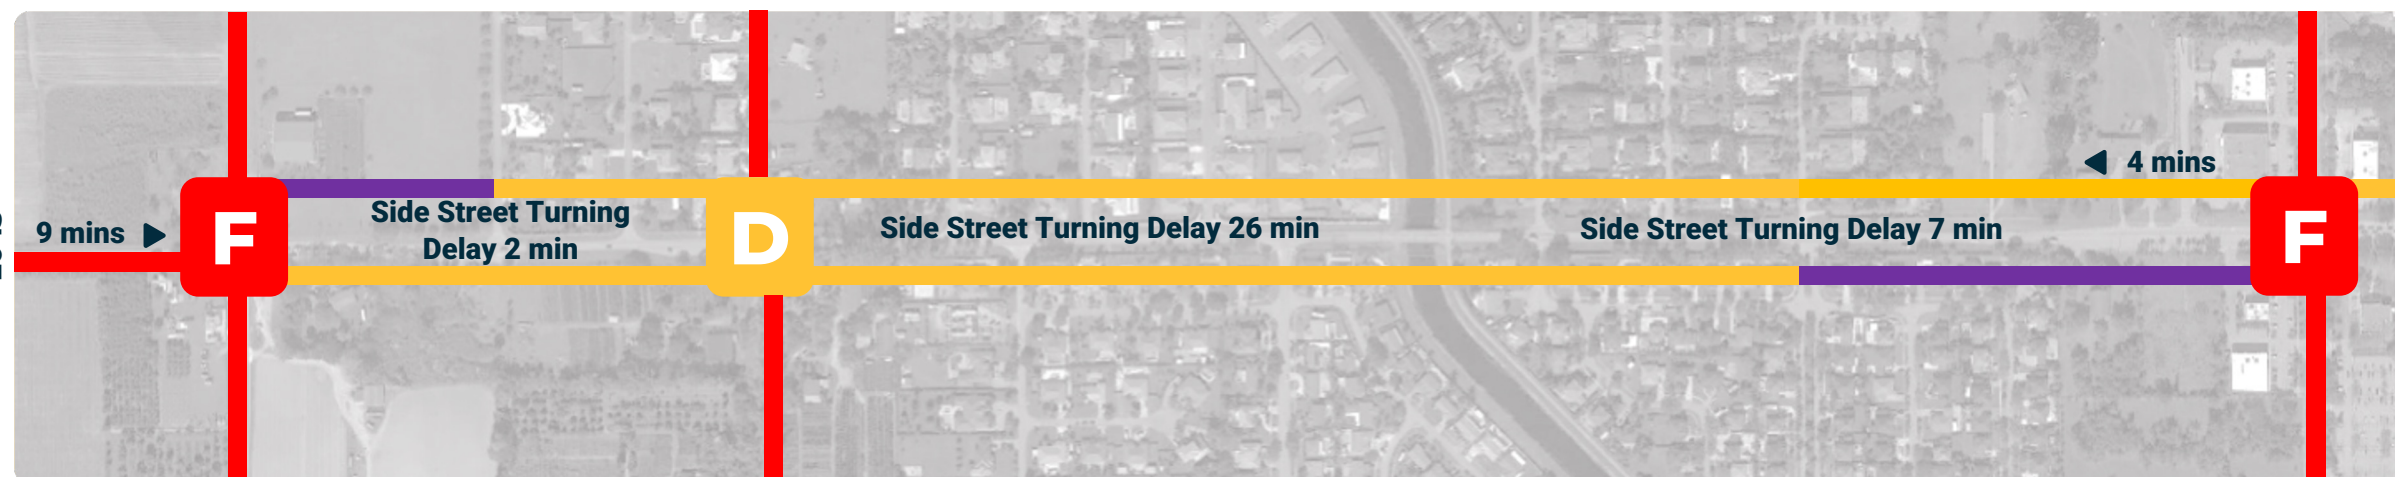 4 mins
Side Street Turning
Delay 2 min
Side Street Turning Delay 26 min
Side Street Turning Delay 7 min
9 mins
F
D
F